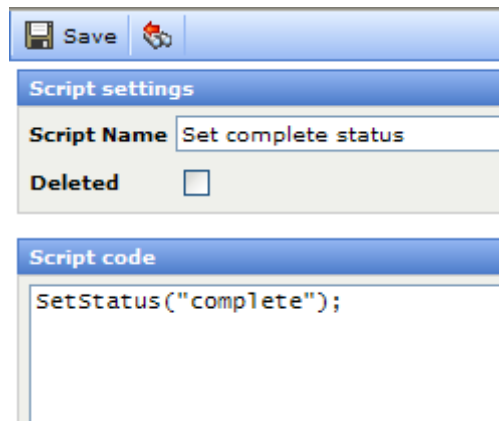 Save
Script settings
Script Name Set complete status
Deleted
Script code
SetStatus("complete");